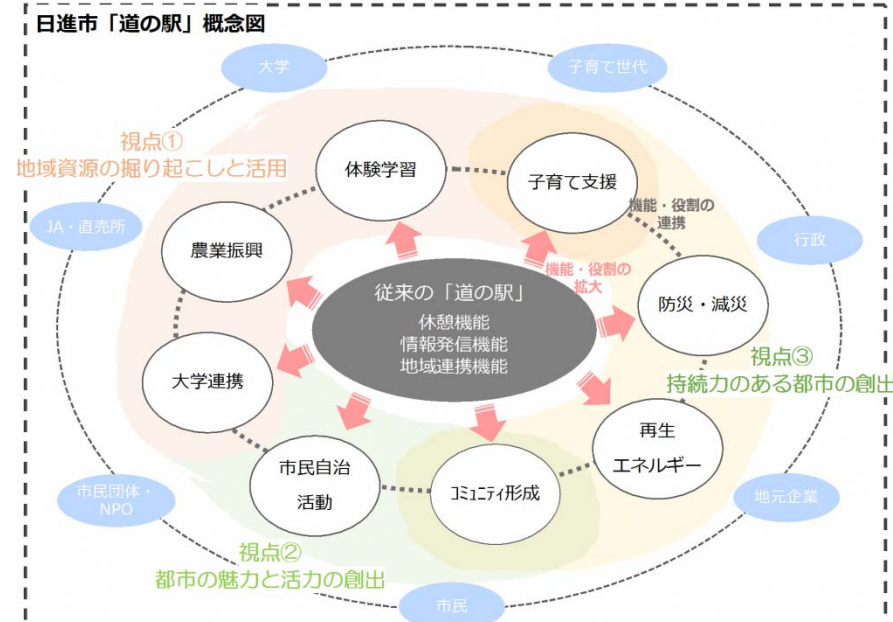 日進市「道の駅」概念図
大学
子育て世代
視点①
地域資源の掘り起こしと活用
体験学習
子育て支援
機能・役割の
連携
JA・直売所
農業振興
行政
機能・役割の
拡大
従来の「道の駅」
休憩機能
情報発信機能
地域連携機能
防災・減災
視点③
持続力のある都市の創出
大学連携
再生
エネルギー
市民自治
活動
コミュニティ形成
市民団体・
NPO
地元企業
視点②
都市の魅力と活力の創出
市民